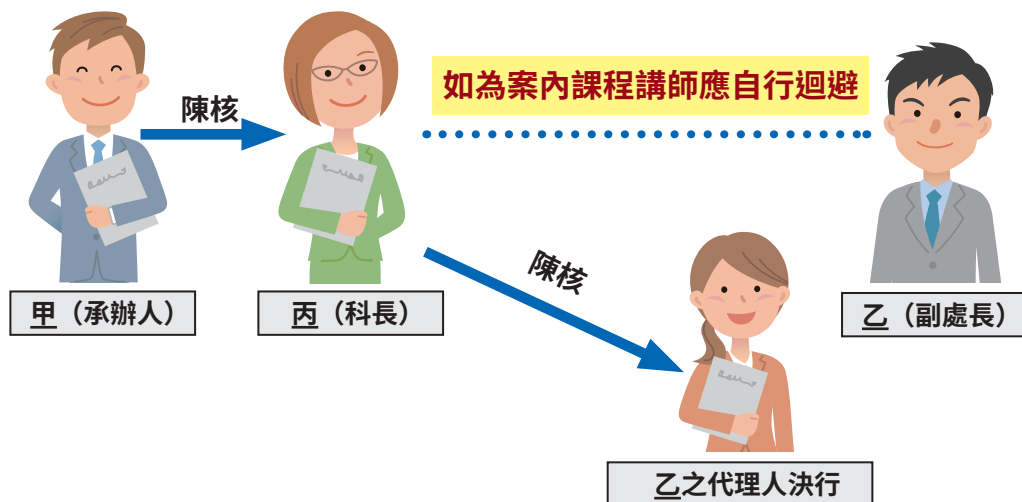 如為案內課程講師應自行迴避
陳核
陳核
甲（承辦人）
丙（科長）
乙（副處長）
乙之代理人決行